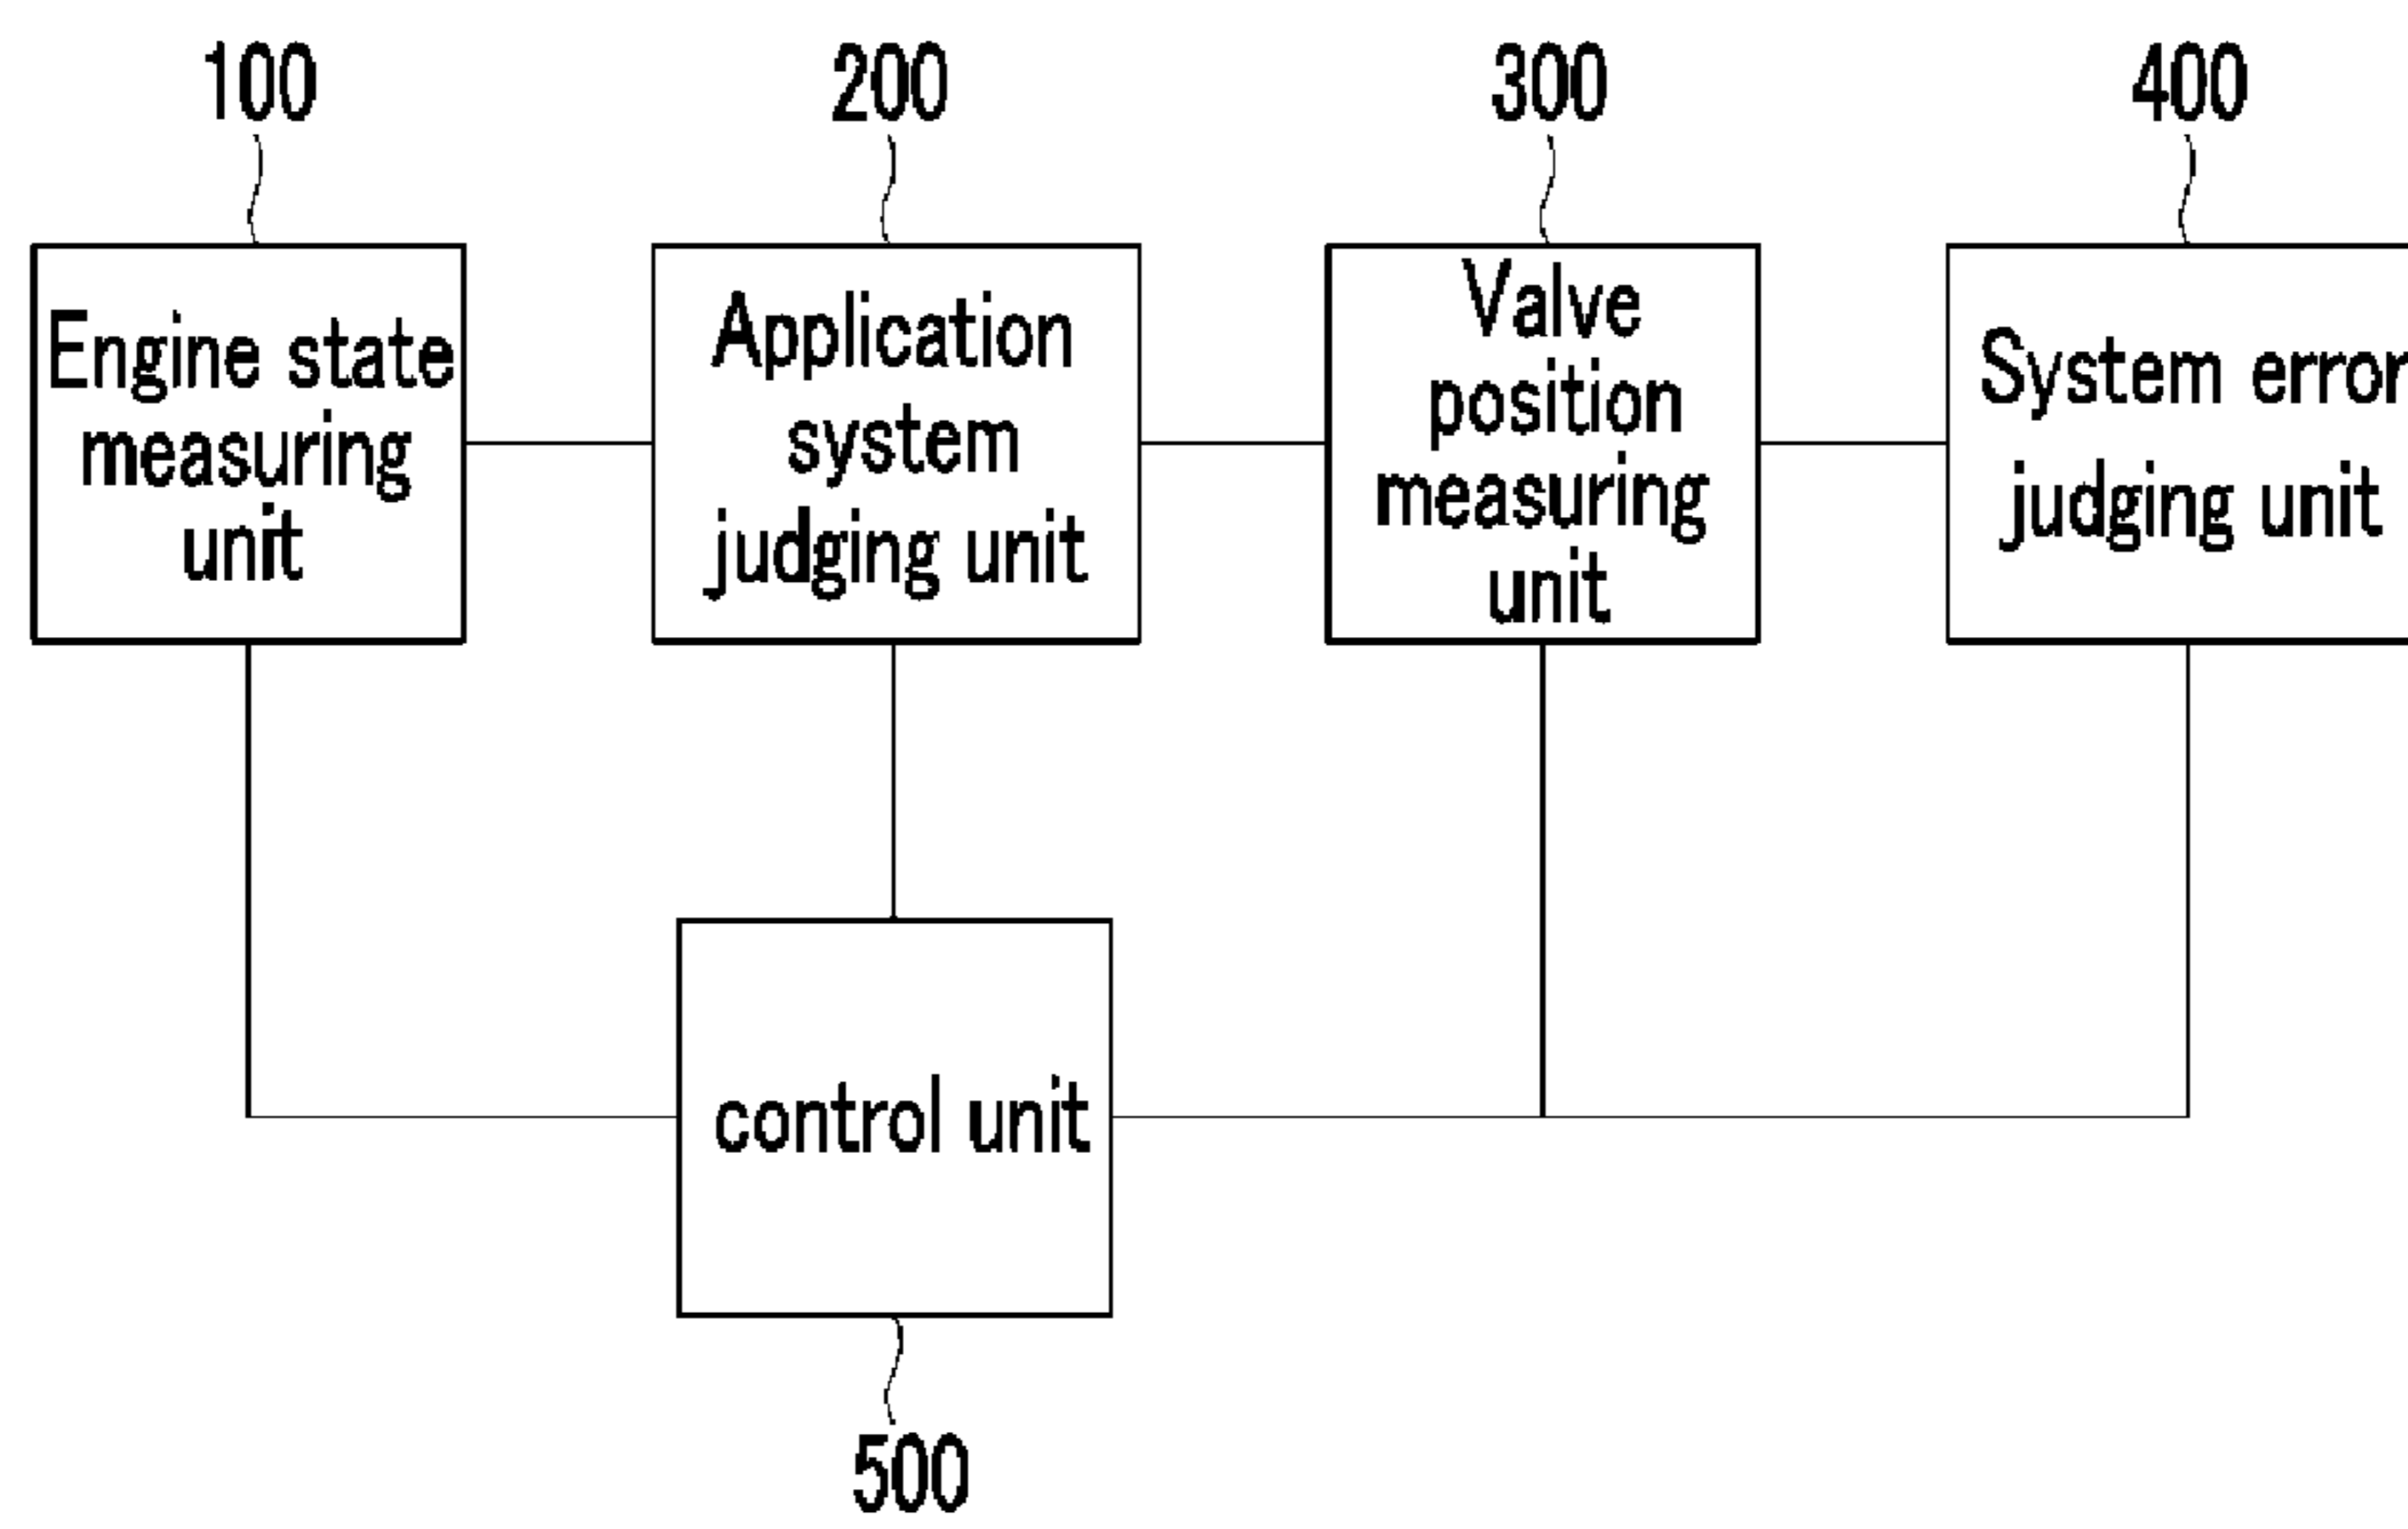 100
200
300
400
Engine state
measuring
unit
Application
system
judging unit
Valve
position
measuring
unit
System error
judging unit
control unit
500